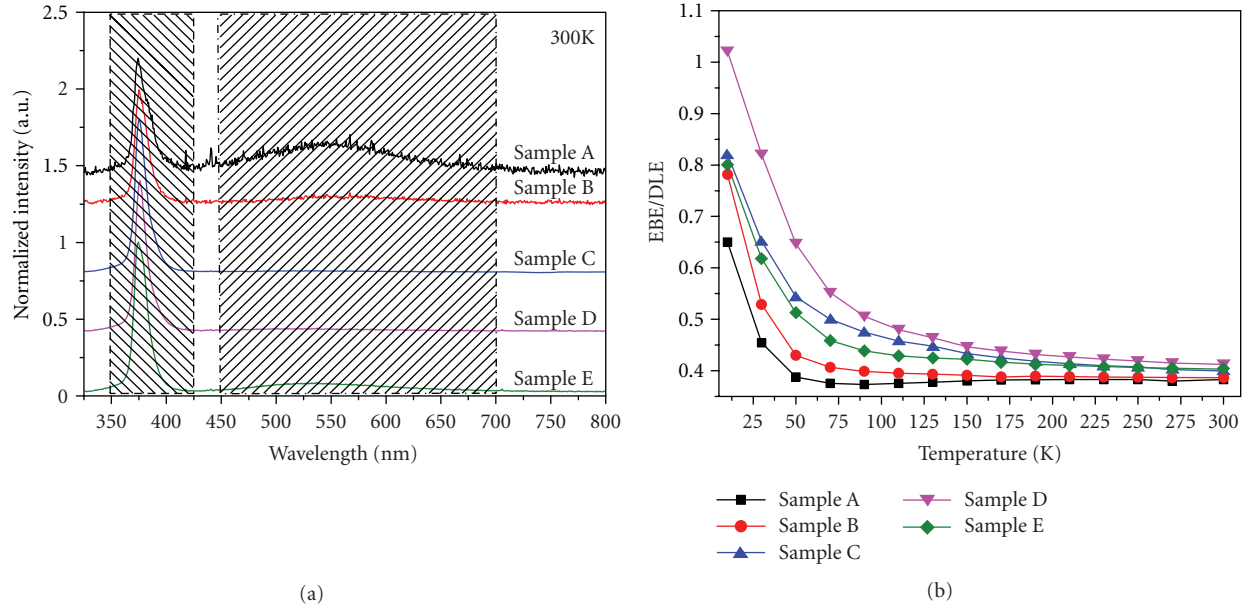 2.5
2
1.5
1
0.5
0
Normalized intensity (a.u.)
300K
Sample A
Sample B
Sample C
Sample D
Sample E
350 400 450 500 550 600 650 700 750 800
Wavelength (nm)
(a)
1.1
1
0.9
0.8
0.7
0.6
0.5
0.4
EBE/DLE
25 50 75 100 125 150 175 200 225 250 275 300
Temperature (K)
Sample A
Sample B
Sample C
Sample D
Sample E
(b)